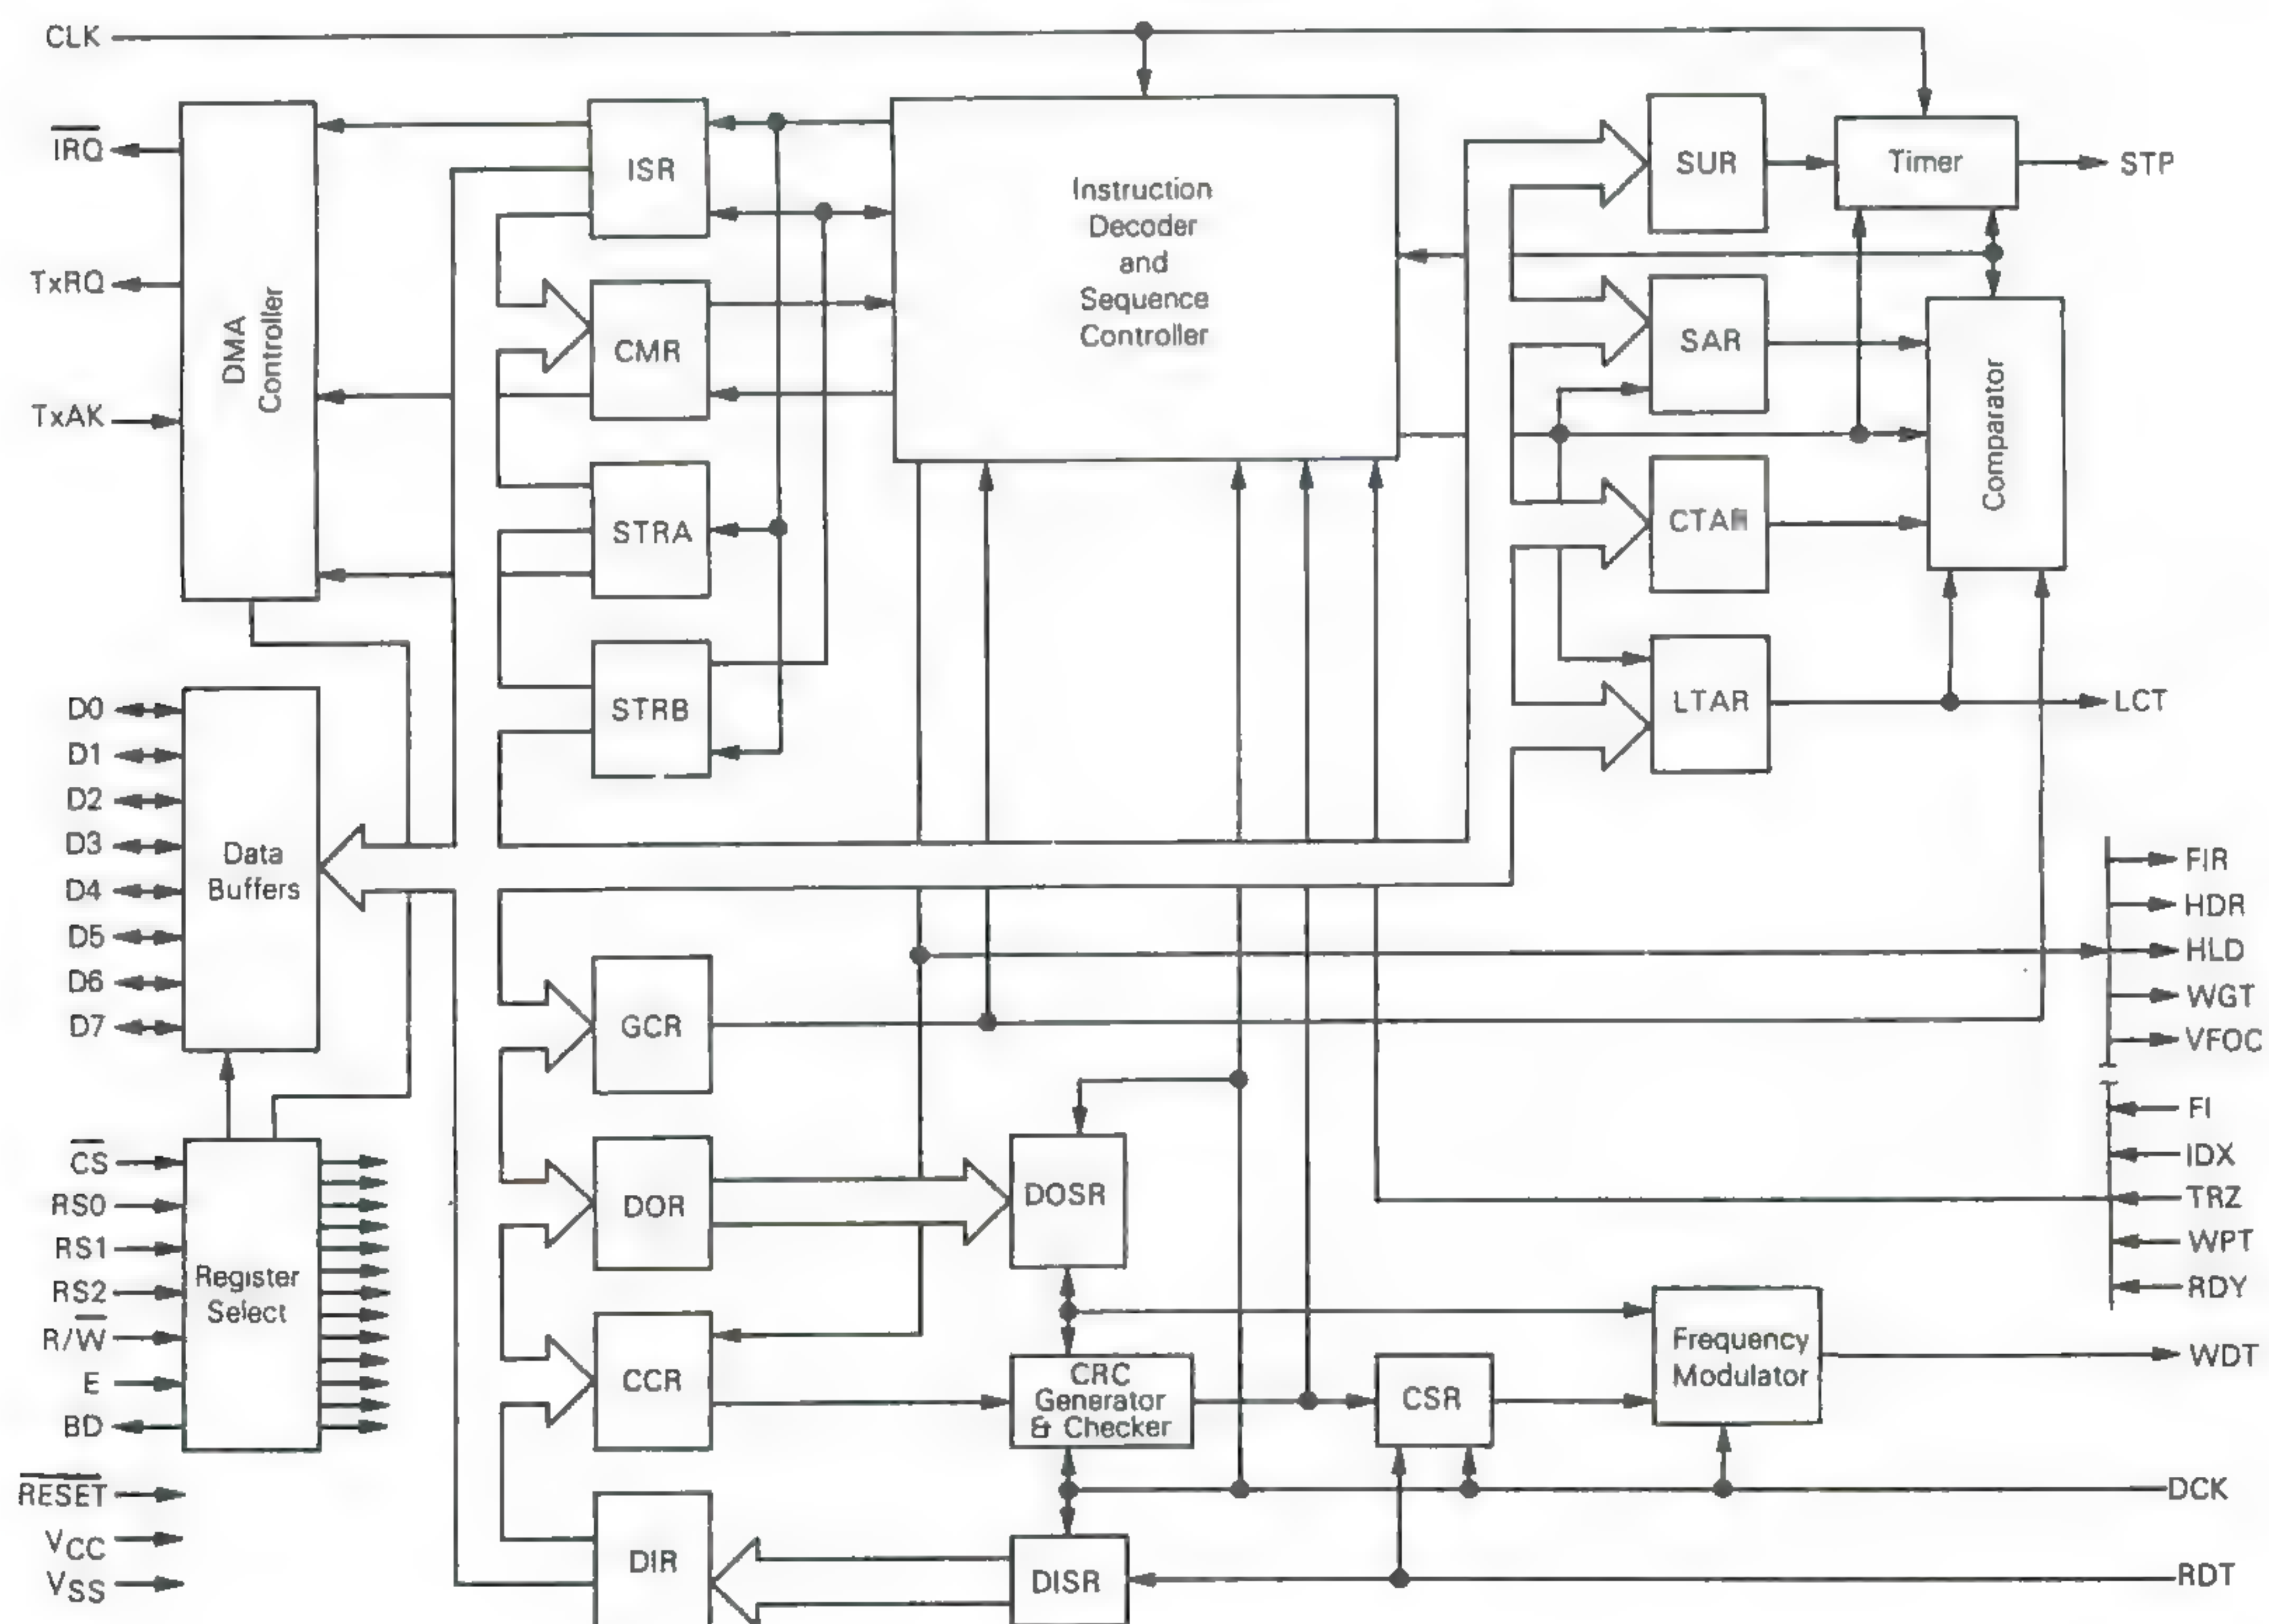 CLK
IRQ
TxRQ
TxAK
DMA
Controller
ISR
CMR
STRA
STRB
Instruction
Decoder
and
Sequence
Controller
SUR
Timer
STP
SAR
CTAR
Comparator
LTAR
LCT
D0
D1
D2
D3
D4
D5
D6
D7
Data
Buffers
FIR
HDR
HLD
WGT
VFOC
FI
IDX
TRZ
WPT
RDY
GCR
DOR
DOSR
CCR
CRC
Generator
& Checker
CSR
Frequency
Modulator
WDT
CS
RS0
RS1
RS2
R/W
E
BD
Register
Select
RESET
VCC
VSS
DIR
DISR
DCK
RDT